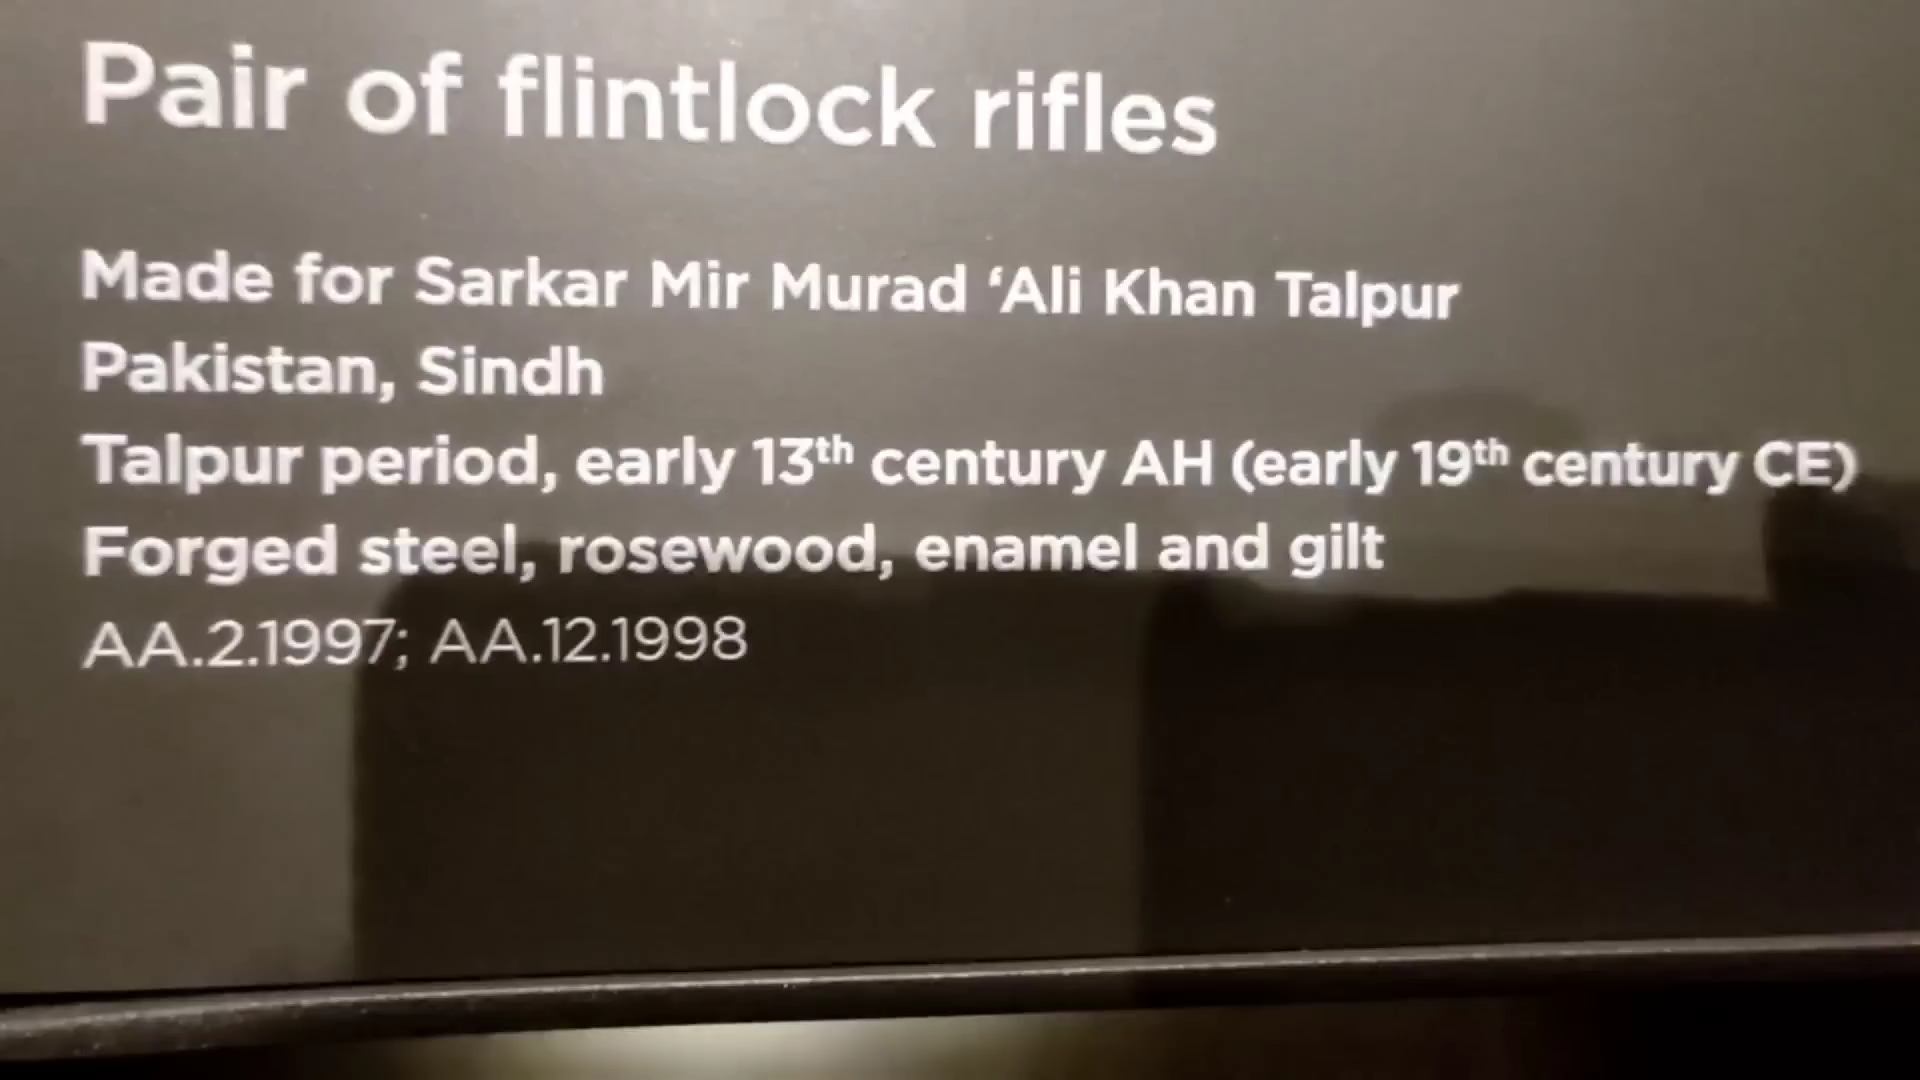 Pair of flintlock rifles
Made for Sarkar Mir Murad ‘Ali Khan Talpur
Pakistan, Sindh
Talpur period, early 13th century AH (early 19th century CE)
Forged steel, rosewood, enamel and gilt
AA.2.1997; AA.12.1998